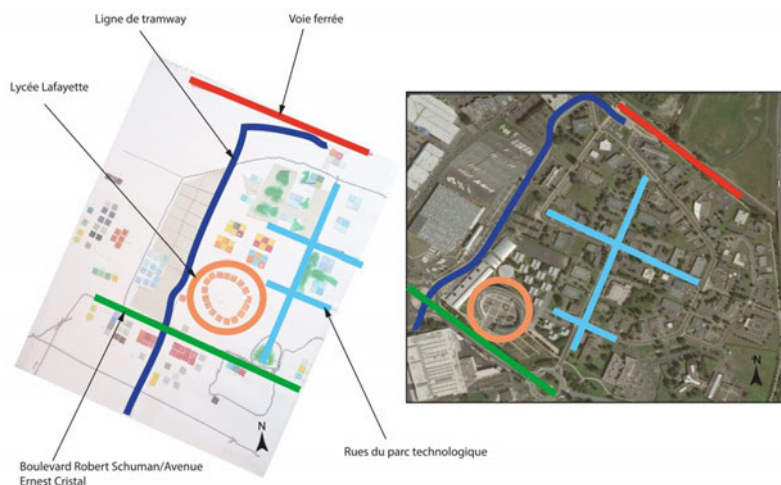 Ligne de tramway
Voie ferrée
Lycée Lafayette
N
N
Rues du parc technologique
Boulevard Robert Schuman/Avenue
Ernest Cristal